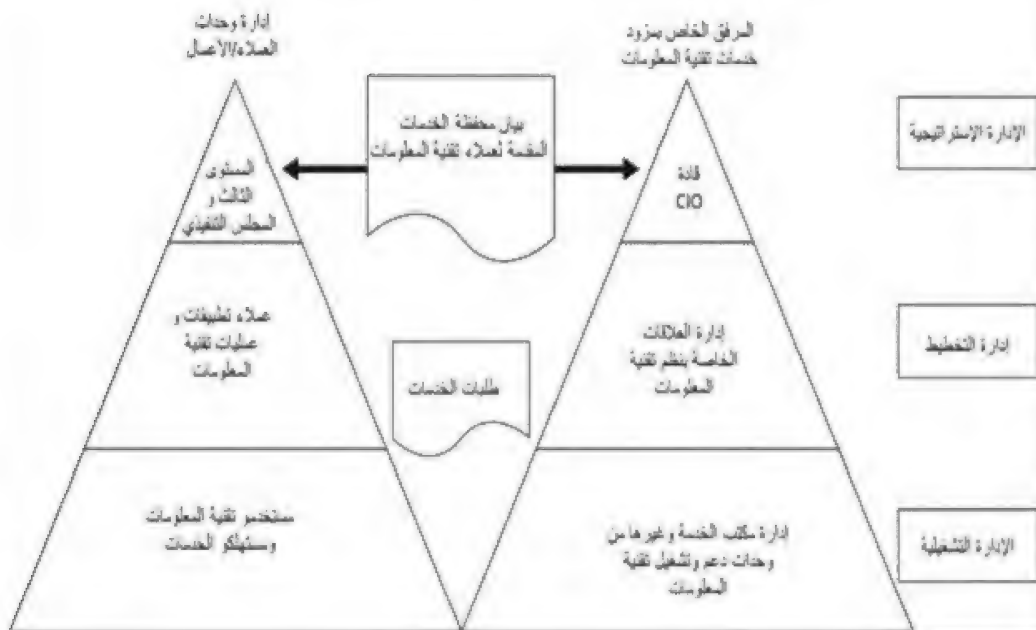 المرفق الخاص بمزود
خدمات تقنية المعلومات
إدارة وحدات
العملاء/الأعمال
الإدارة الإستراتيجية
قادة
CIO
بيان محفظة الخدمات
المقدمة لعملاء تقنية المعلومات
المستوى
الثالث و
المجلس التنفيذي
إدارة التخطيط
إدارة العلاقات
الخاصة بنظم تقنية
المعلومات
طلبات الخدمات
عملاء تطبيقات و
عمليات تقنية
المعلومات
الإدارة التشغيلية
إدارة مكتب الخدمة وغيرها من
وحدات دعم وتشغيل تقنية
المعلومات
مستخدمو تقنية المعلومات
ومستهلكو الخدمات